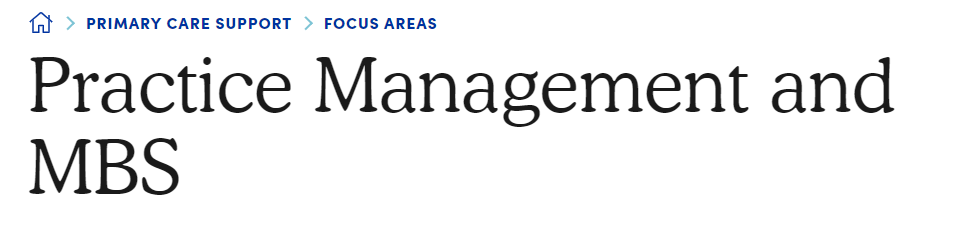 PRIMARY CARE SUPPORT FOCUS AREAS
Practice Management and
MBS